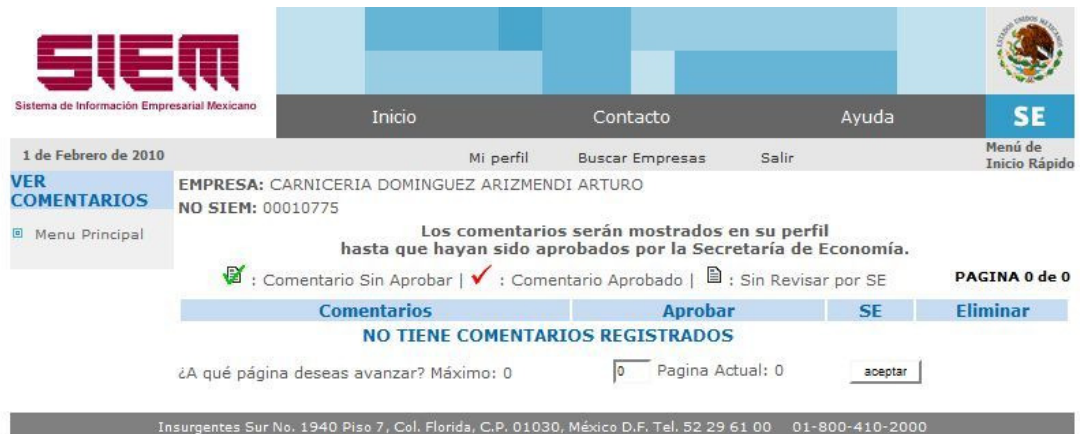 SIEM
Sistema de Información Empresarial Mexicano
ESTADOS UNIDOS MEXICANOS
Inicio Contacto Ayuda SE
1 de Febrero de 2010 Mi perfil Buscar Empresas Salir Menú de
Inicio Rápido
VER
COMENTARIOS
Menu Principal
EMPRESA: CARNICERIA DOMINGUEZ ARIZMENDI ARTURO
NO SIEM: 00010775
Los comentarios serán mostrados en su perfil
hasta que hayan sido aprobados por la Secretaría de Economía.
: Comentario Sin Aprobar | : Comentario Aprobado | : Sin Revisar por SE PAGINA 0 de 0
Comentarios Aprobar SE Eliminar
NO TIENE COMENTARIOS REGISTRADOS
¿A qué página deseas avanzar? Máximo: 0 0 Pagina Actual: 0 aceptar
Insurgentes Sur No. 1940 Piso 7, Col. Florida, C.P. 01030, México D.F. Tel. 52 29 61 00 01-800-410-2000